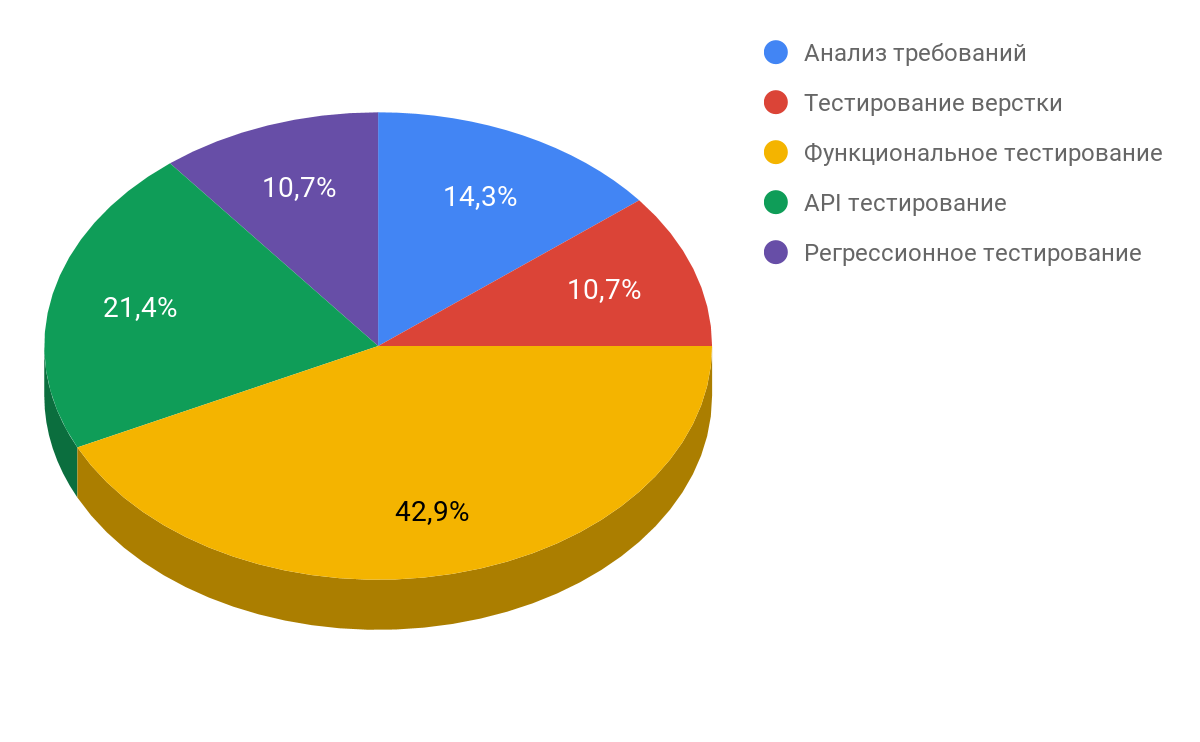 Анализ требований
Тестирование верстки
Функциональное тестирование
API тестирование
Регрессионное тестирование
10,7%
14,3%
10,7%
21,4%
42,9%